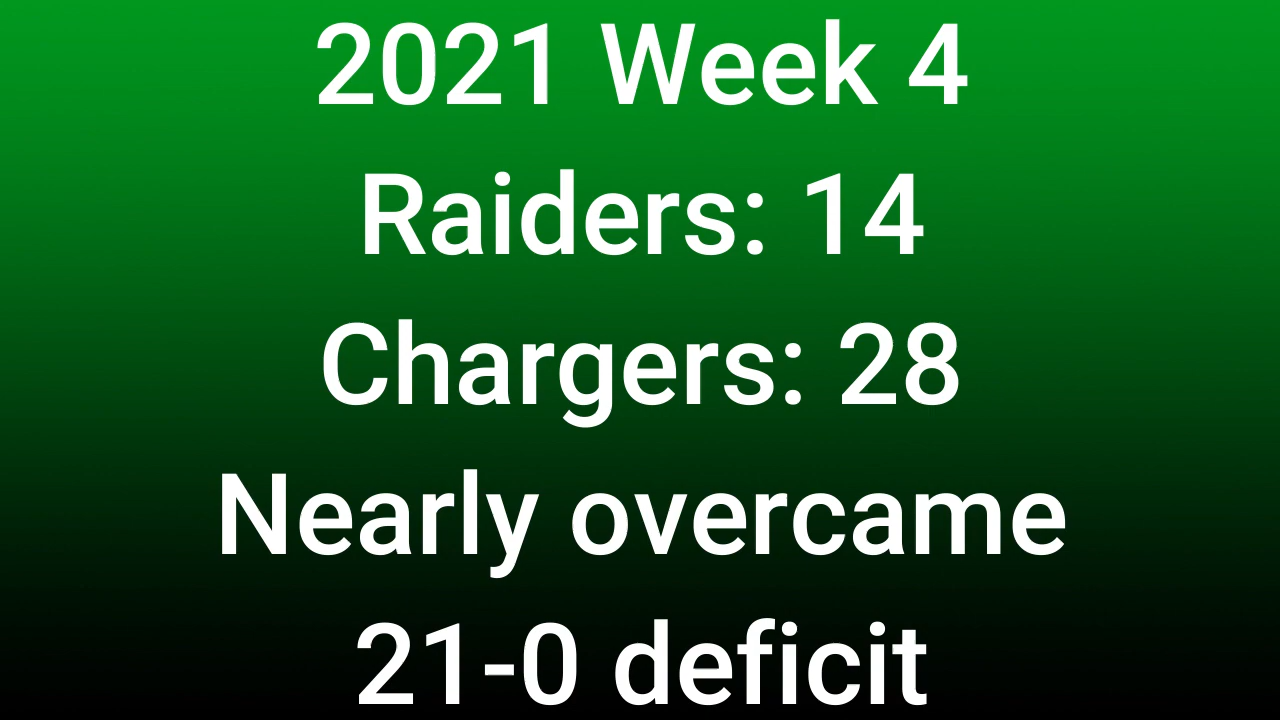 2021 Week 4
Raiders: 14
Chargers: 28
Nearly overcame
21-0 deficit